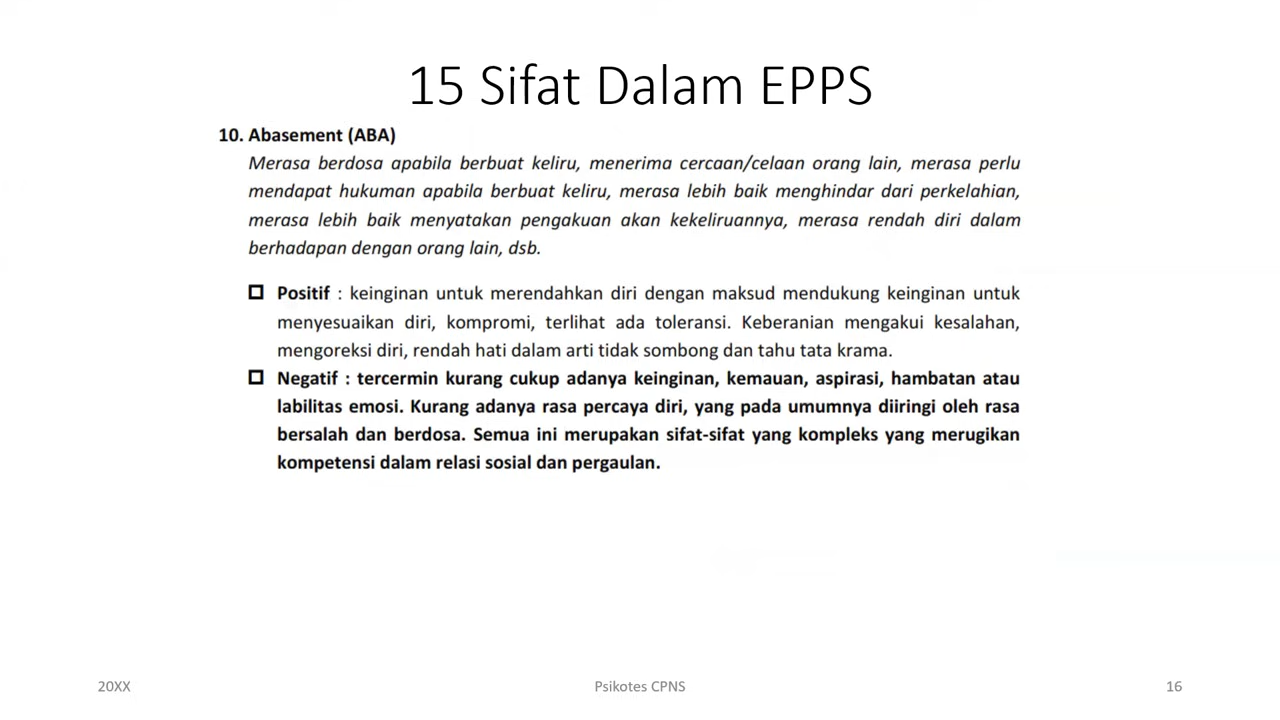 15 Sifat Dalam EPPS
10. Abasement (ABA)
Merasa berdosa apabila berbuat keliru, menerima cercaan/celaan orang lain, merasa perlu
mendapat hukuman apabila berbuat keliru, merasa lebih baik menghindar dari perkelahian,
merasa lebih baik menyatakan pengakuan akan kekeliruannya, merasa rendah diri dalam
berhadapan dengan orang lain, dsb.
Positif : keinginan untuk merendahkan diri dengan maksud mendukung keinginan untuk
menyesuaikan diri, kompromi, terlihat ada toleransi. Keberanian mengakui kesalahan,
mengoreksi diri, rendah hati dalam arti tidak sombong dan tahu tata krama.
Negatif : tercermin kurang cukup adanya keinginan, kemauan, aspirasi, hambatan atau
labilitas emosi. Kurang adanya rasa percaya diri, yang pada umumnya diiringi oleh rasa
bersalah dan berdosa. Semua ini merupakan sifat-sifat yang kompleks yang merugikan
kompetensi dalam relasi sosial dan pergaulan.
20XX
Psikotes CPNS
16